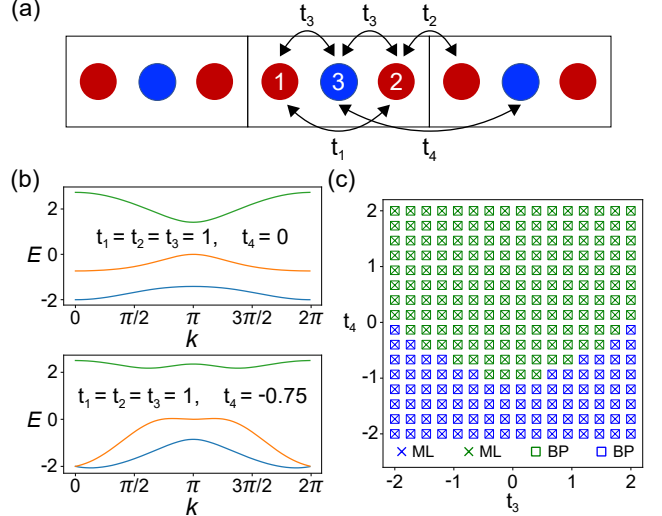 (a)
t₃ t₃ t₂
1 3 2
t₁ t₄
(b)
2
0
-2
E
t₁ = t₂ = t₃ = 1, t₄ = 0
0 π/2 π 3π/2 2π
k
2
0
-2
E
t₁ = t₂ = t₃ = 1, t₄ = -0.75
0 π/2 π 3π/2 2π
k
(c)
2
1
0
-1
-2
t₄
ML ML BP BP
-2 -1 0 1 2
t₃